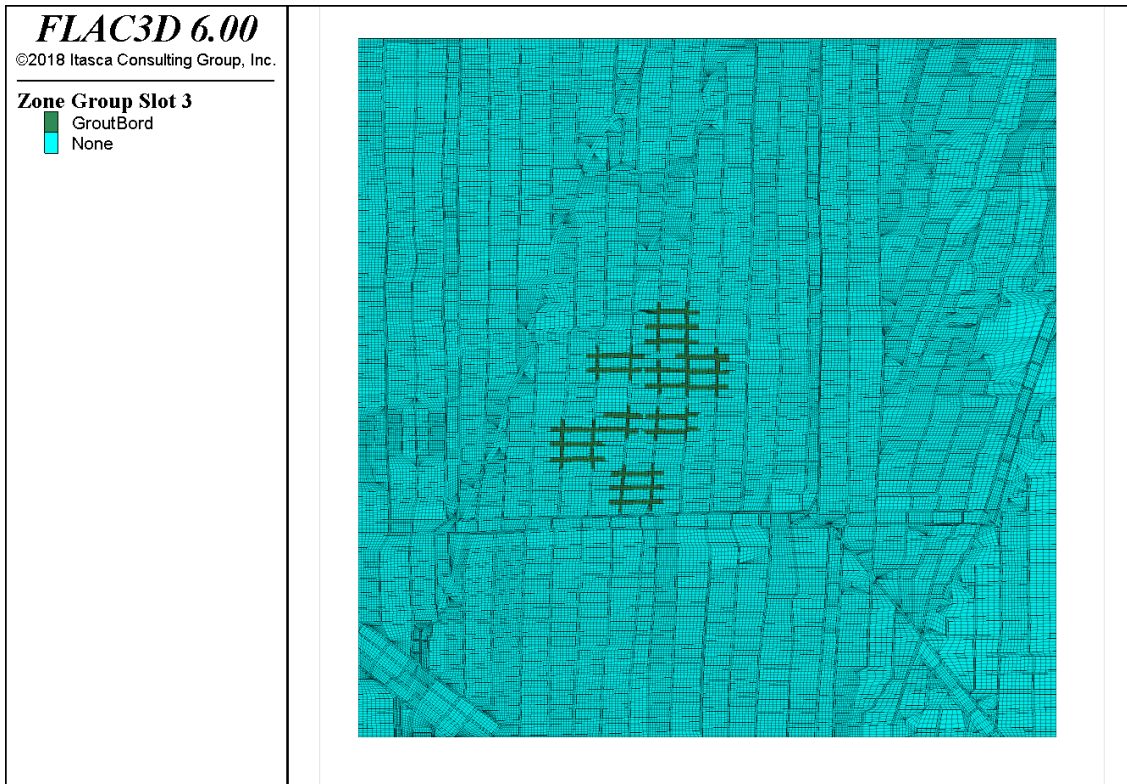 FLAC3D 6.00
©2018 Itasca Consulting Group, Inc.
Zone Group Slot 3
GroutBord
None